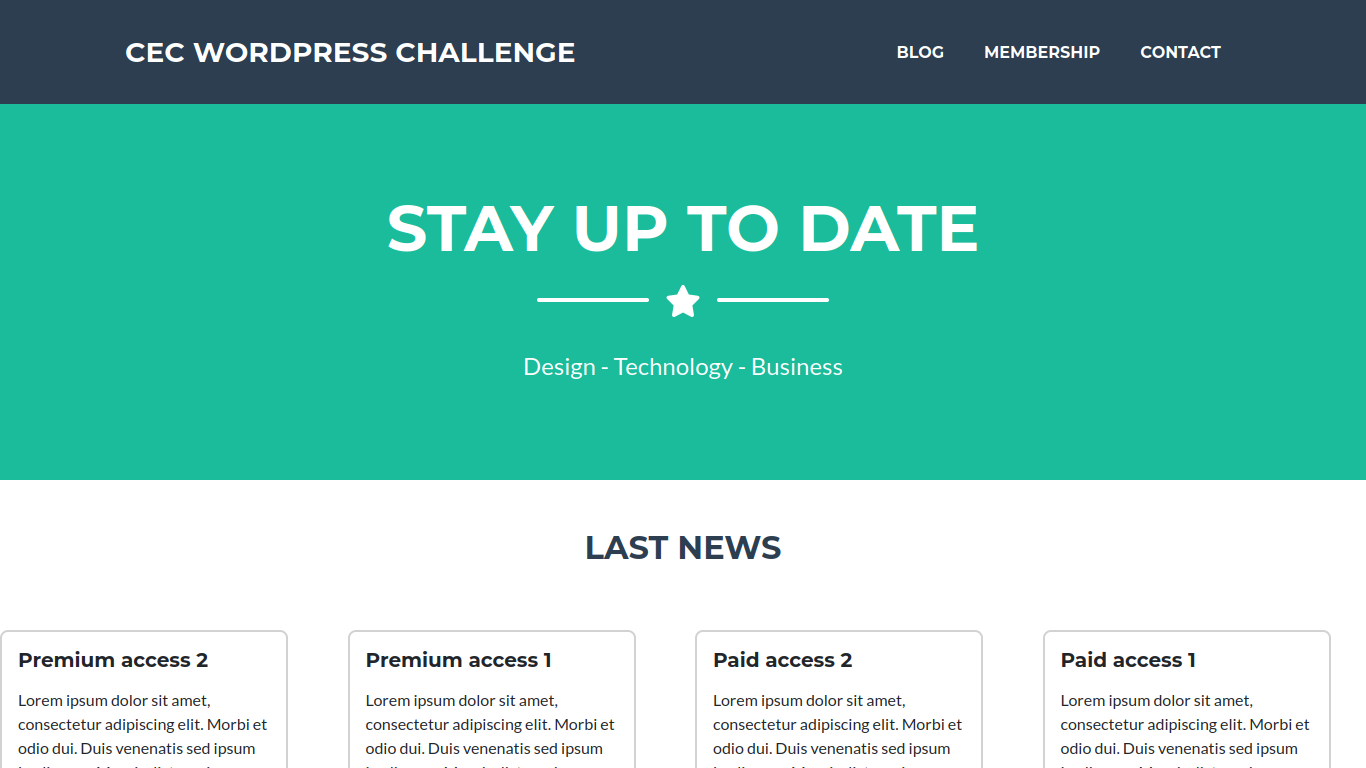 CEC WORDPRESS CHALLENGE
BLOG MEMBERSHIP CONTACT
STAY UP TO DATE
Design - Technology - Business
LAST NEWS
Premium access 2
Lorem ipsum dolor sit amet,
consectetur adipiscing elit. Morbi et
odio dui. Duis venenatis sed ipsum
Premium access 1
Lorem ipsum dolor sit amet,
consectetur adipiscing elit. Morbi et
odio dui. Duis venenatis sed ipsum
Paid access 2
Lorem ipsum dolor sit amet,
consectetur adipiscing elit. Morbi et
odio dui. Duis venenatis sed ipsum
Paid access 1
Lorem ipsum dolor sit amet,
consectetur adipiscing elit. Morbi et
odio dui. Duis venenatis sed ipsum